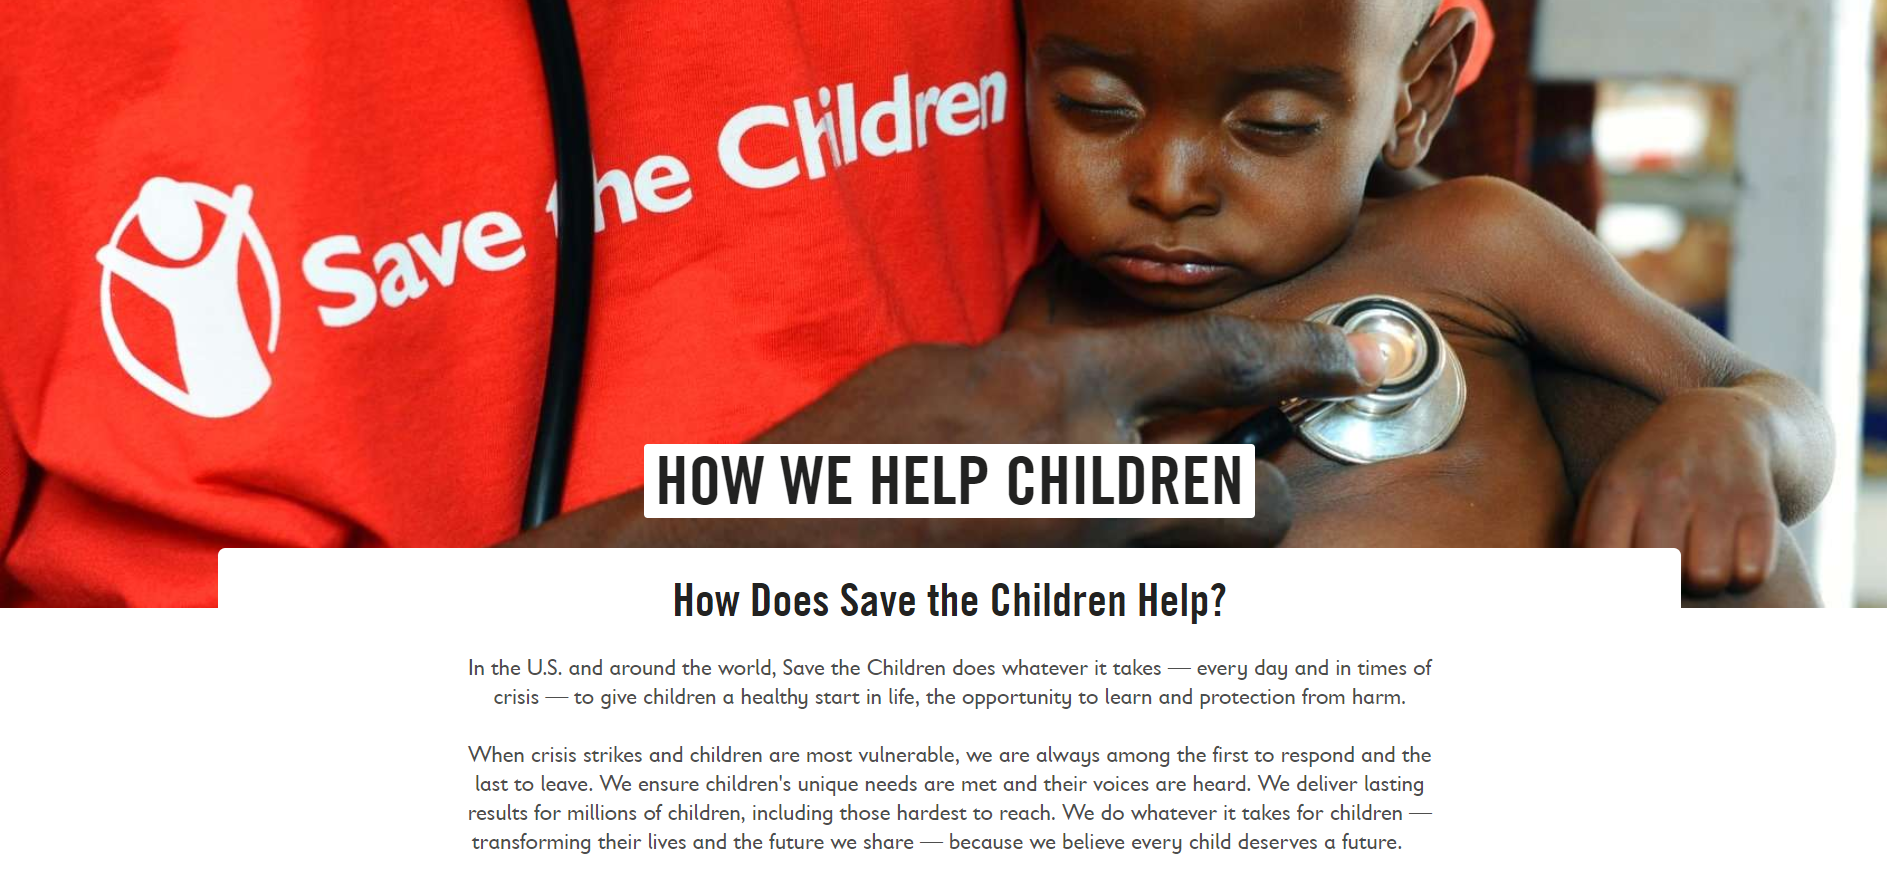 Save the Children
HOW WE HELP CHILDREN
How Does Save the Children Help?
In the U.S. and around the world, Save the Children does whatever it takes — every day and in times of
crisis — to give children a healthy start in life, the opportunity to learn and protection from harm.
When crisis strikes and children are most vulnerable, we are always among the first to respond and the
last to leave. We ensure children's unique needs are met and their voices are heard. We deliver lasting
results for millions of children, including those hardest to reach. We do whatever it takes for children —
transforming their lives and the future we share — because we believe every child deserves a future.